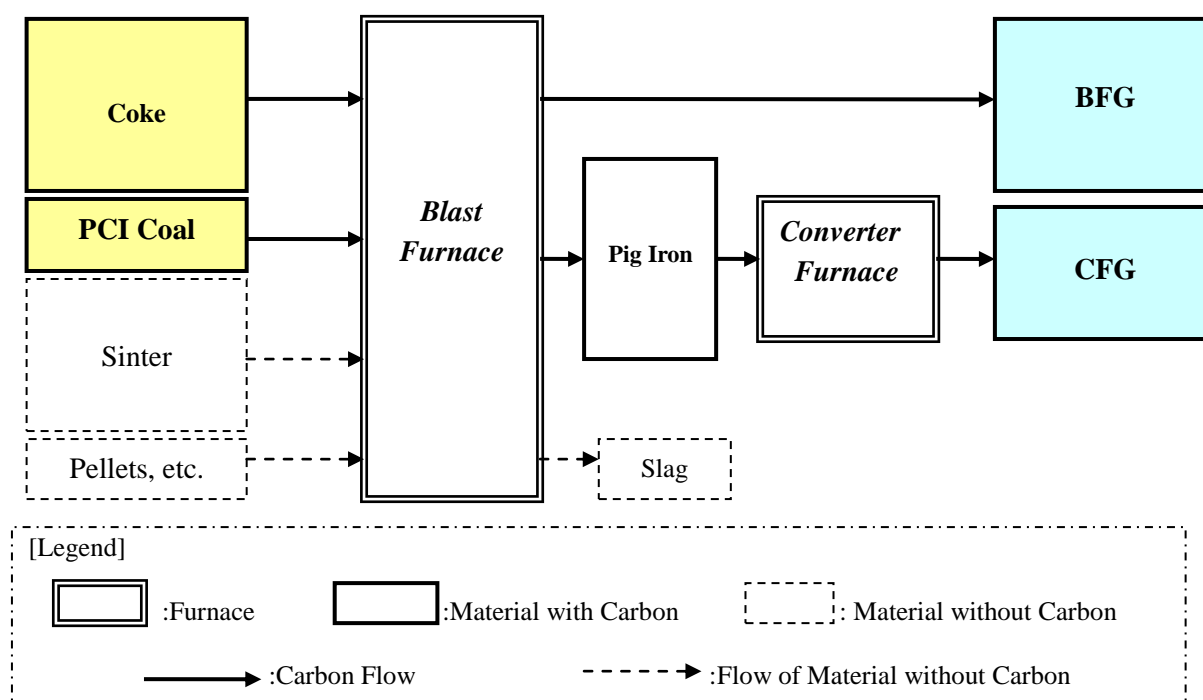 Coke
BFG
PCI Coal
Blast
Furnace
Pig Iron
Converter
Furnace
CFG
Sinter
Pellets, etc.
Slag
[Legend]
:Furnace
:Material with Carbon
: Material without Carbon
:Carbon Flow
:Flow of Material without Carbon